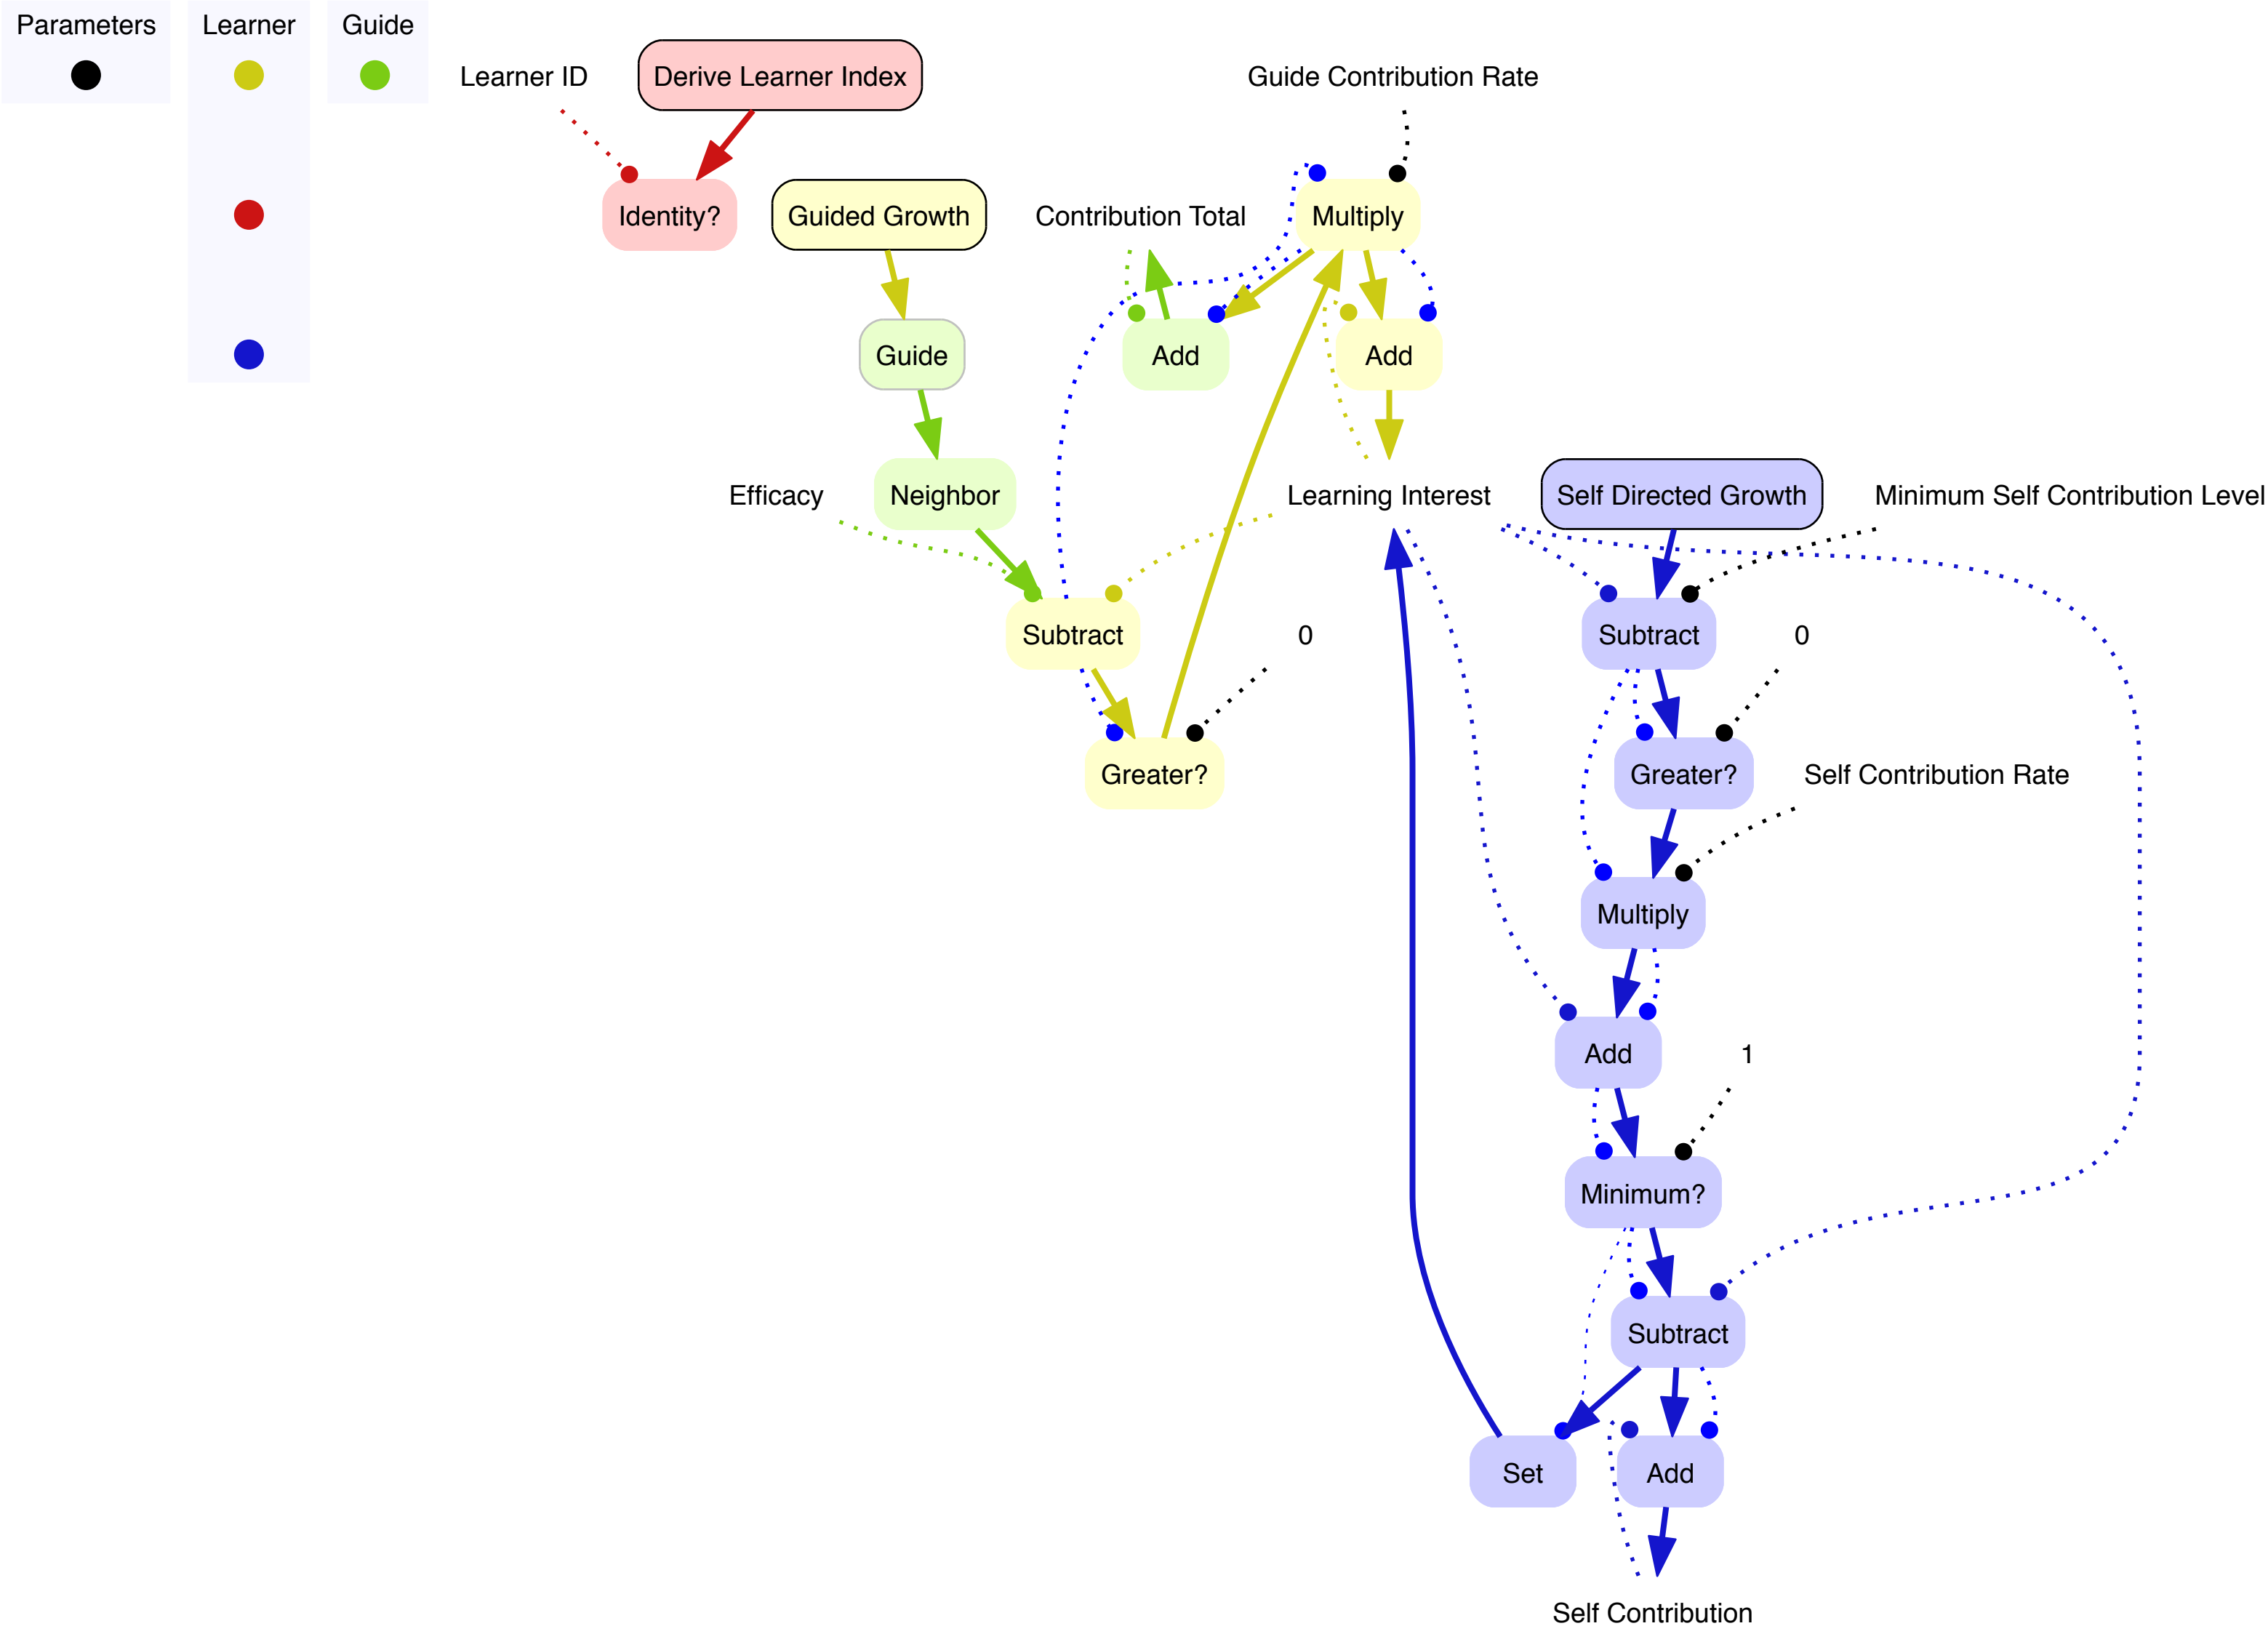 Parameters
Learner
Guide
Learner ID
Derive Learner Index
Guide Contribution Rate
Identity?
Guided Growth
Contribution Total
Multiply
Guide
Add
Add
Efficacy
Neighbor
Learning Interest
Self Directed Growth
Minimum Self Contribution Level
Subtract
0
Subtract
0
Greater?
Greater?
Self Contribution Rate
Multiply
Add
1
Minimum?
Subtract
Set
Add
Self Contribution